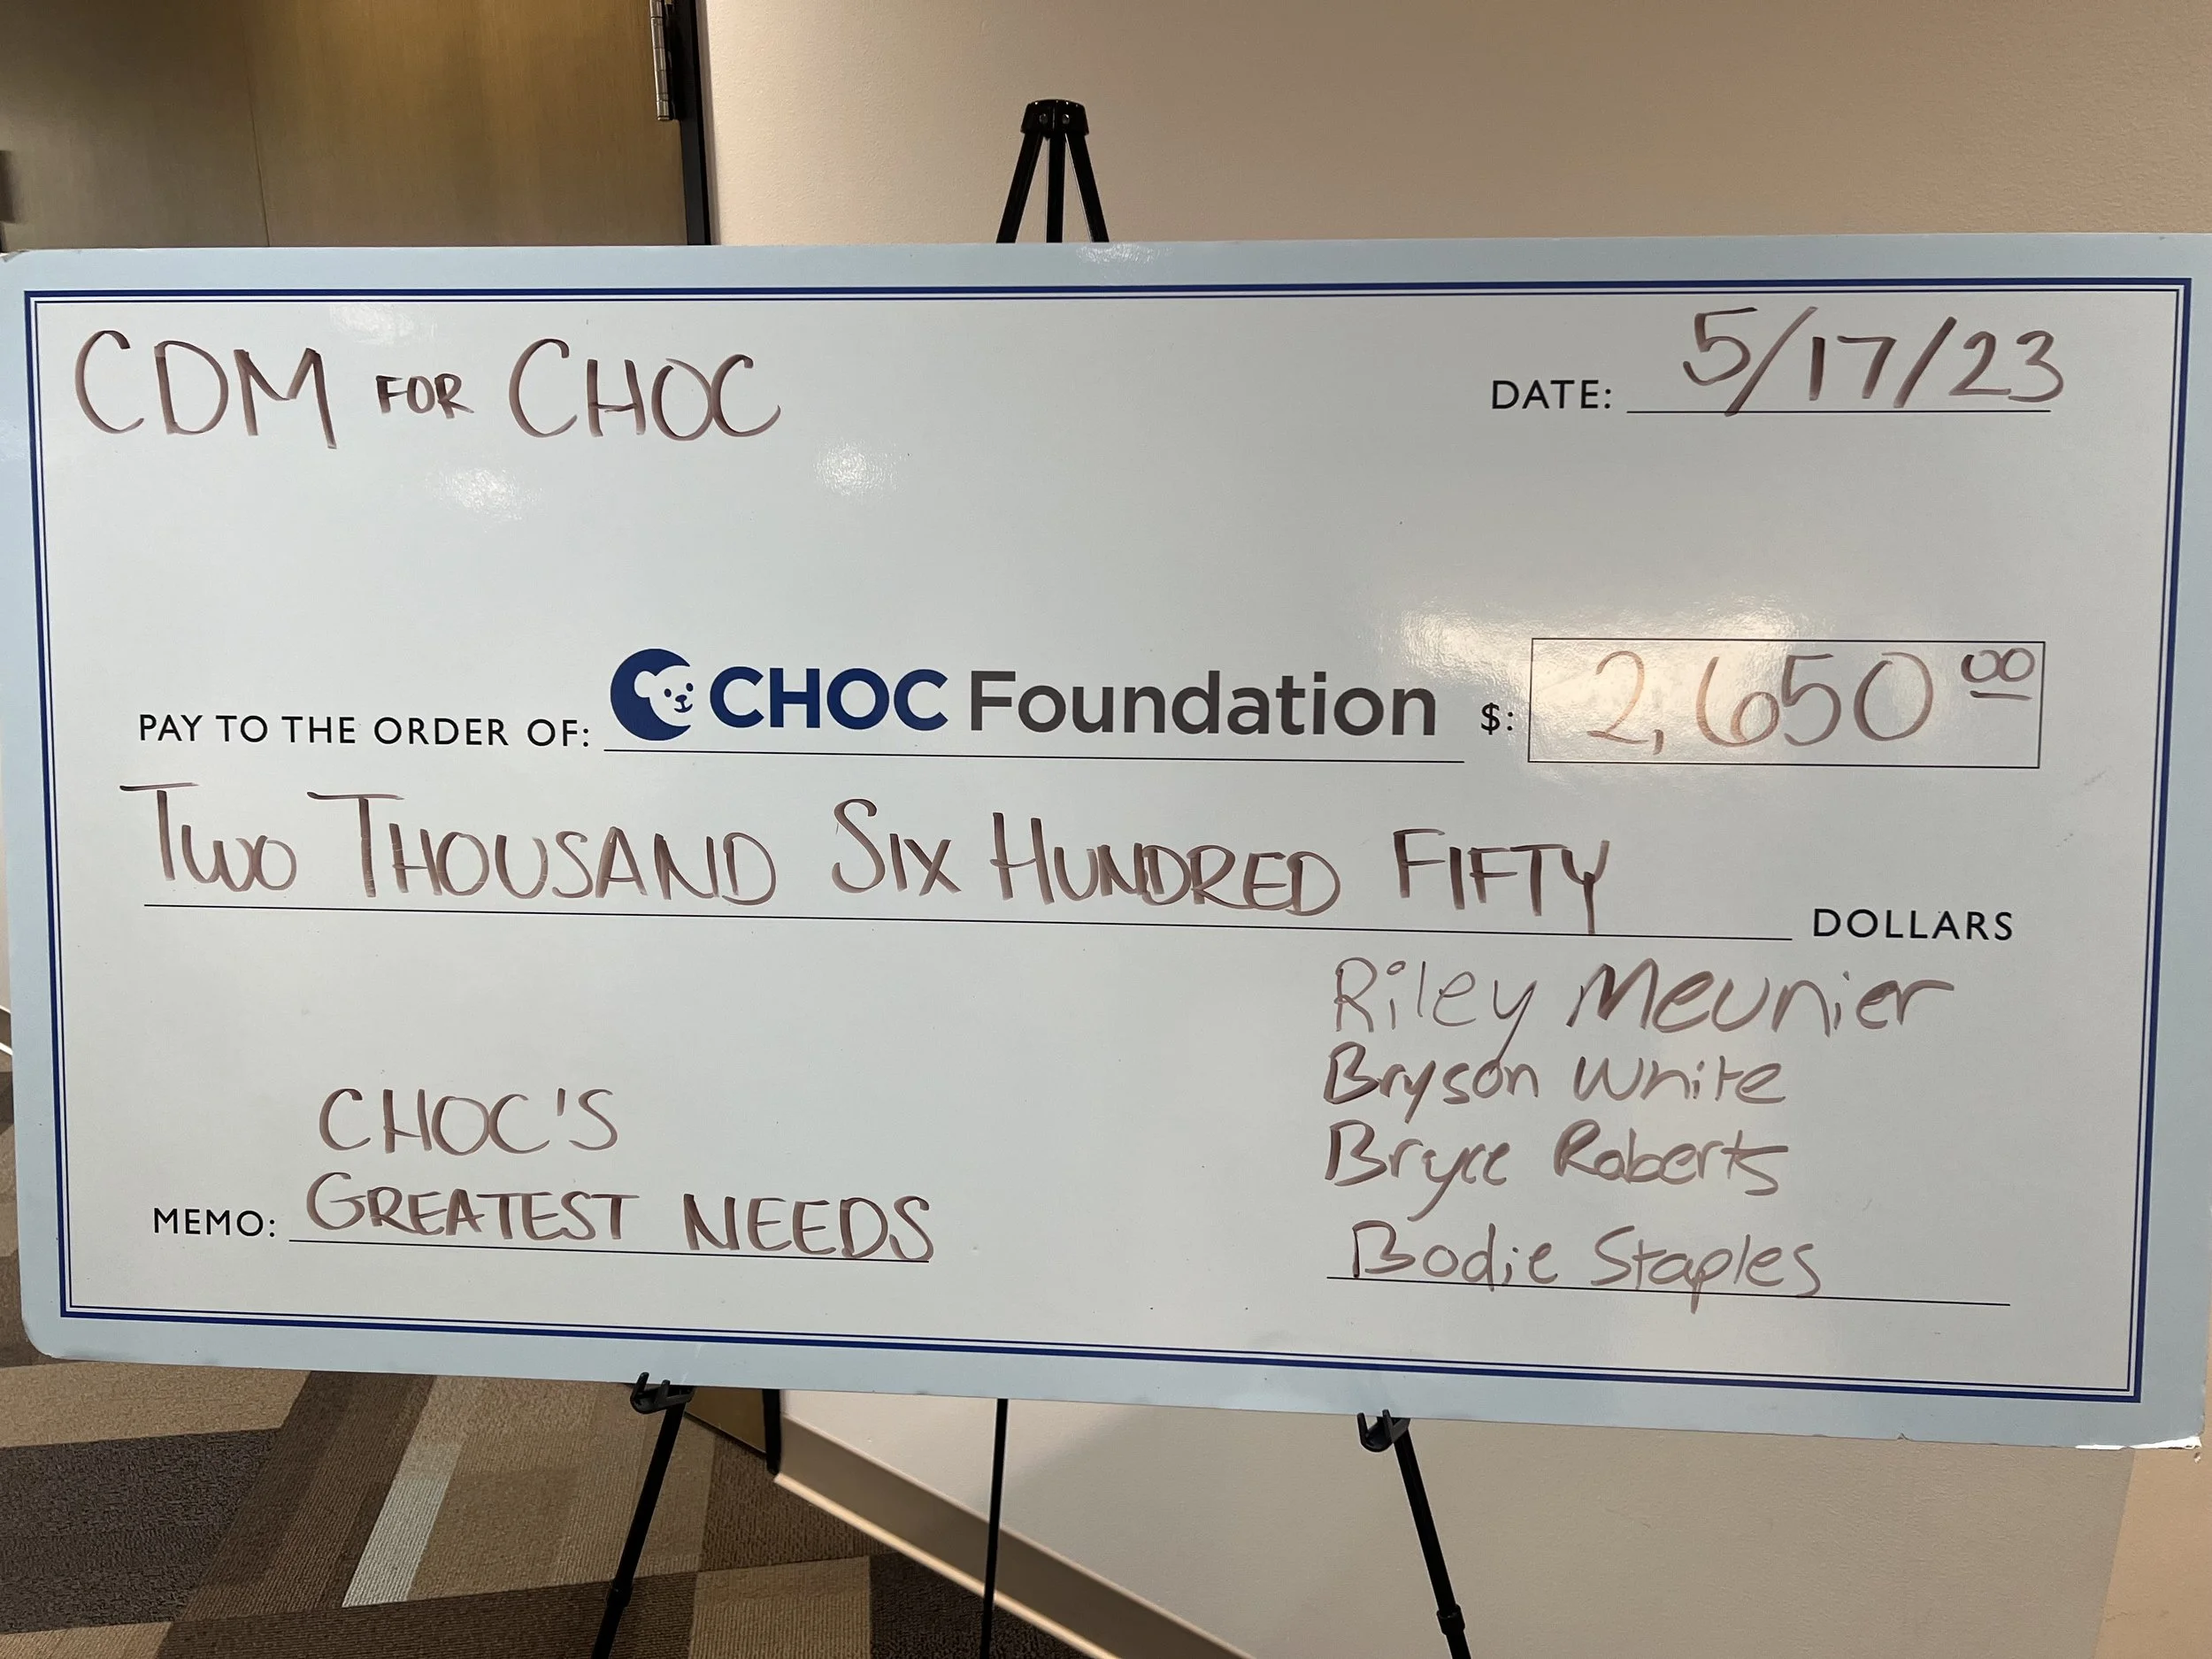 CDM FOR CHOC
DATE: 5/17/23
PAY TO THE ORDER OF: CHOC Foundation $: 2,650 00
TWO THOUSAND SIX HUNDRED FIFTY DOLLARS
Riley Meunier
Bryson White
Bryce Roberts
CHOC'S
MEMO: GREATEST NEEDS
Bodie Staples